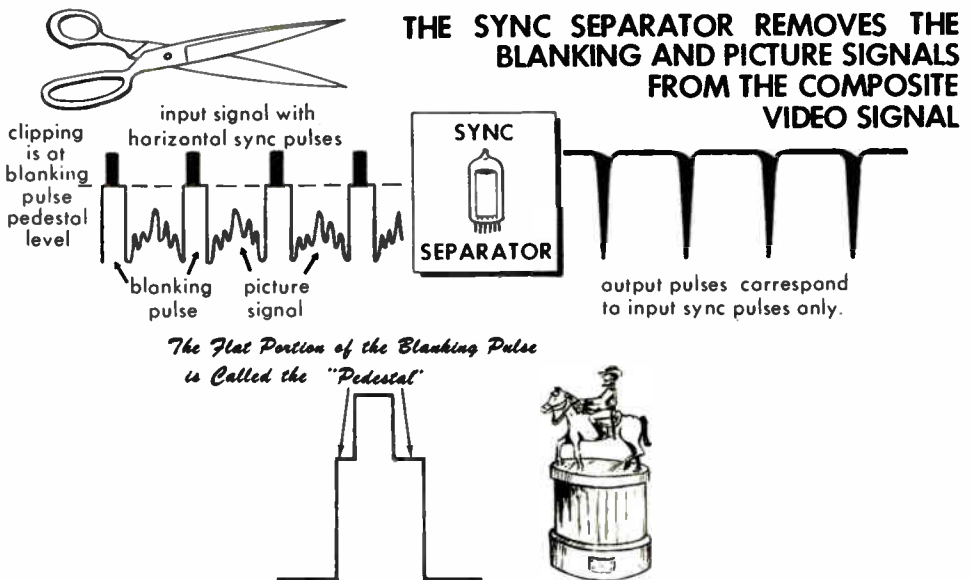 THE SYNC SEPARATOR REMOVES THE
BLANKING AND PICTURE SIGNALS
FROM THE COMPOSITE
VIDEO SIGNAL
clipping
is at
blanking
pulse
pedestal
level
input signal with
horizontal sync pulses
blanking
pulse
picture
signal
SYNC
SEPARATOR
output pulses correspond
to input sync pulses only.
The Flat Portion of the Blanking Pulse
is Called the "Pedestal"